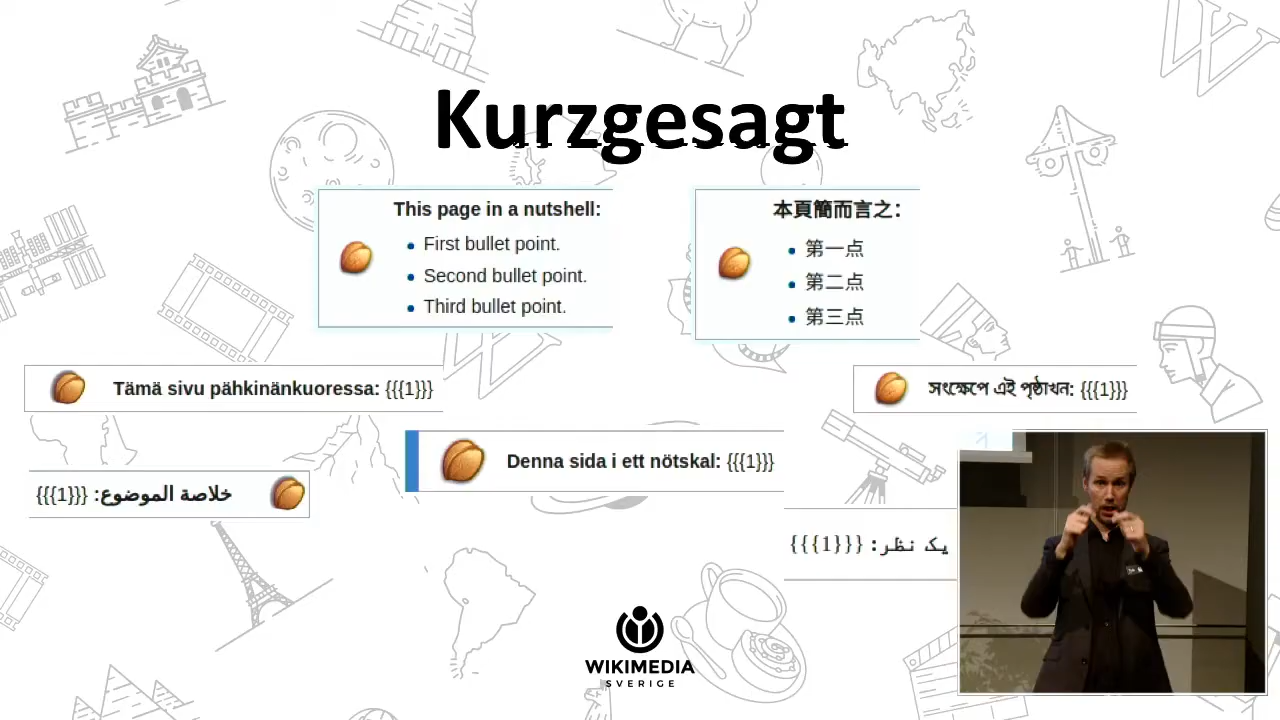 Kurzgesagt
This page in a nutshell:
First bullet point.
Second bullet point.
Third bullet point.
本頁簡而言之：
第一点
第二点
第三点
Tämä sivu pähkinänkuoressa: {{{1}}}
সংক্ষেপে এই পৃষ্ঠাখন: {{{1}}}
Denna sida i ett nötskal: {{{1}}}
خلاصة الموضوع: {{{1}}}
یک نظر: {{{1}}}
WIKIMEDIA
SVERIGE